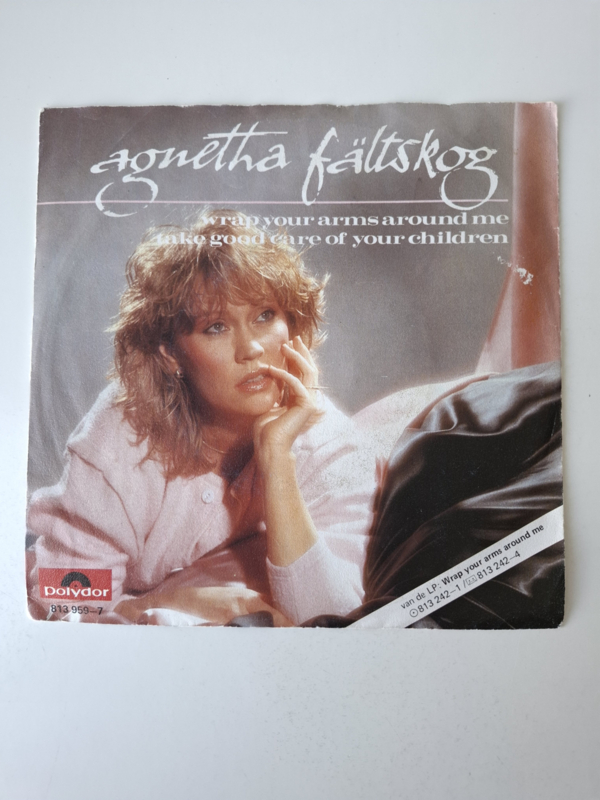 agnetha fältskog
wrap your arms around me
take good care of your children
Polydor
813 959-7
van de LP: Wrap your arms around me
813 242-1 / 813 242-4